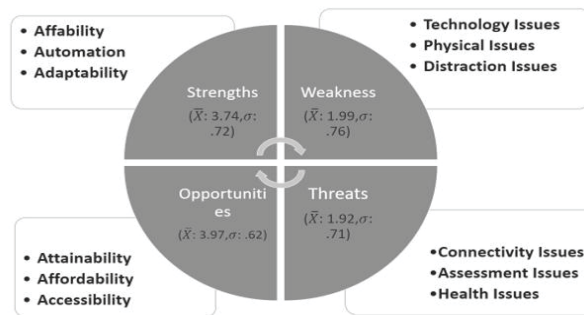 • Affability
• Automation
• Adaptability
• Technology Issues
• Physical Issues
• Distraction Issues
Strengths
(X̄: 3.74,σ:
.72)
Weakness
(X̄: 1.99,σ:
.76)
Opportuniti
es
(X̄: 3.97,σ: .62)
Threats
(X̄: 1.92,σ:
.71)
• Attainability
• Affordability
• Accessibility
•Connectivity Issues
•Assessment Issues
•Health Issues